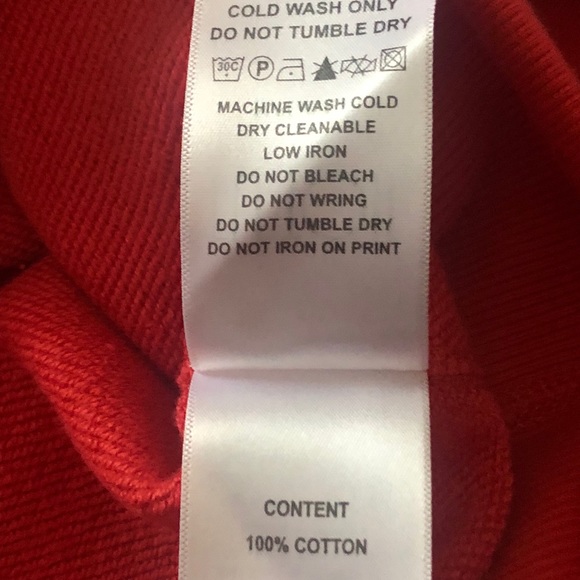 COLD WASH ONLY
DO NOT TUMBLE DRY
30C P
MACHINE WASH COLD
DRY CLEANABLE
LOW IRON
DO NOT BLEACH
DO NOT WRING
DO NOT TUMBLE DRY
DO NOT IRON ON PRINT
CONTENT
100% COTTON